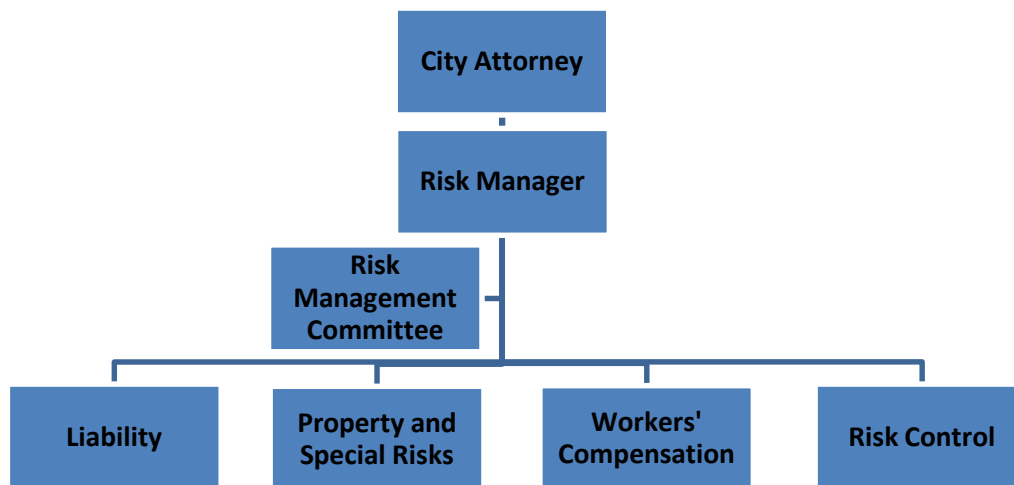 City Attorney
Risk Manager
Risk
Management
Committee
Liability
Property and
Special Risks
Workers'
Compensation
Risk Control